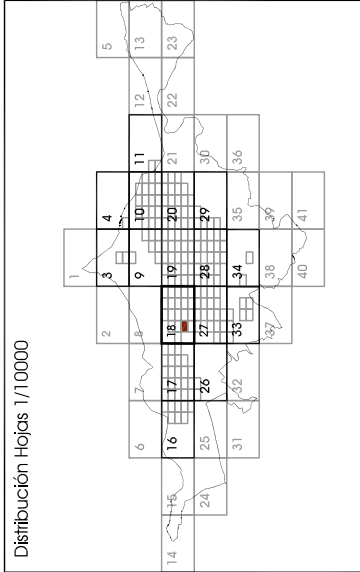 Distribución Hojas 1/10000
1
2 3 4 5
6 7 8 9 10 11 12 13
14 15 16 17 18 19 20 21 22 23
24 25 26 27 28 29 30
31 32 33 34 35 36
37 38 39
40 41